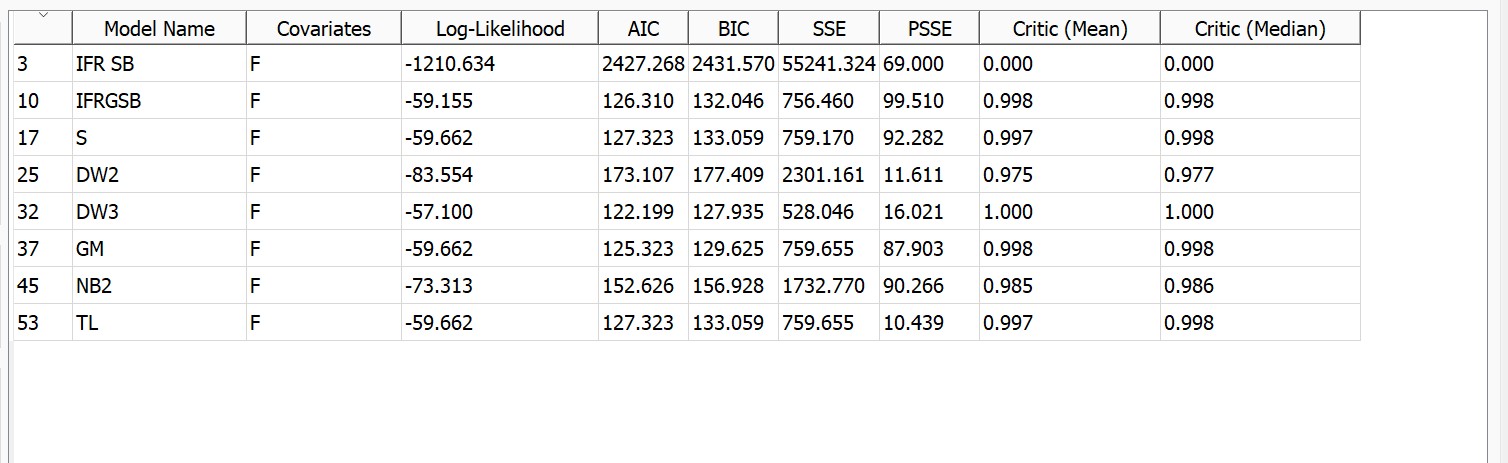 Model Name Covariates Log-Likelihood AIC BIC SSE PSSE Critic (Mean) Critic (Median)
3 IFR SB F -1210.634 2427.268 2431.570 55241.324 69.000 0.000 0.000
10 IFRGSB F -59.155 126.310 132.046 756.460 99.510 0.998 0.998
17 S F -59.662 127.323 133.059 759.170 92.282 0.997 0.998
25 DW2 F -83.554 173.107 177.409 2301.161 11.611 0.975 0.977
32 DW3 F -57.100 122.199 127.935 528.046 16.021 1.000 1.000
37 GM F -59.662 125.323 129.625 759.655 87.903 0.998 0.998
45 NB2 F -73.313 152.626 156.928 1732.770 90.266 0.985 0.986
53 TL F -59.662 127.323 133.059 759.655 10.439 0.997 0.998